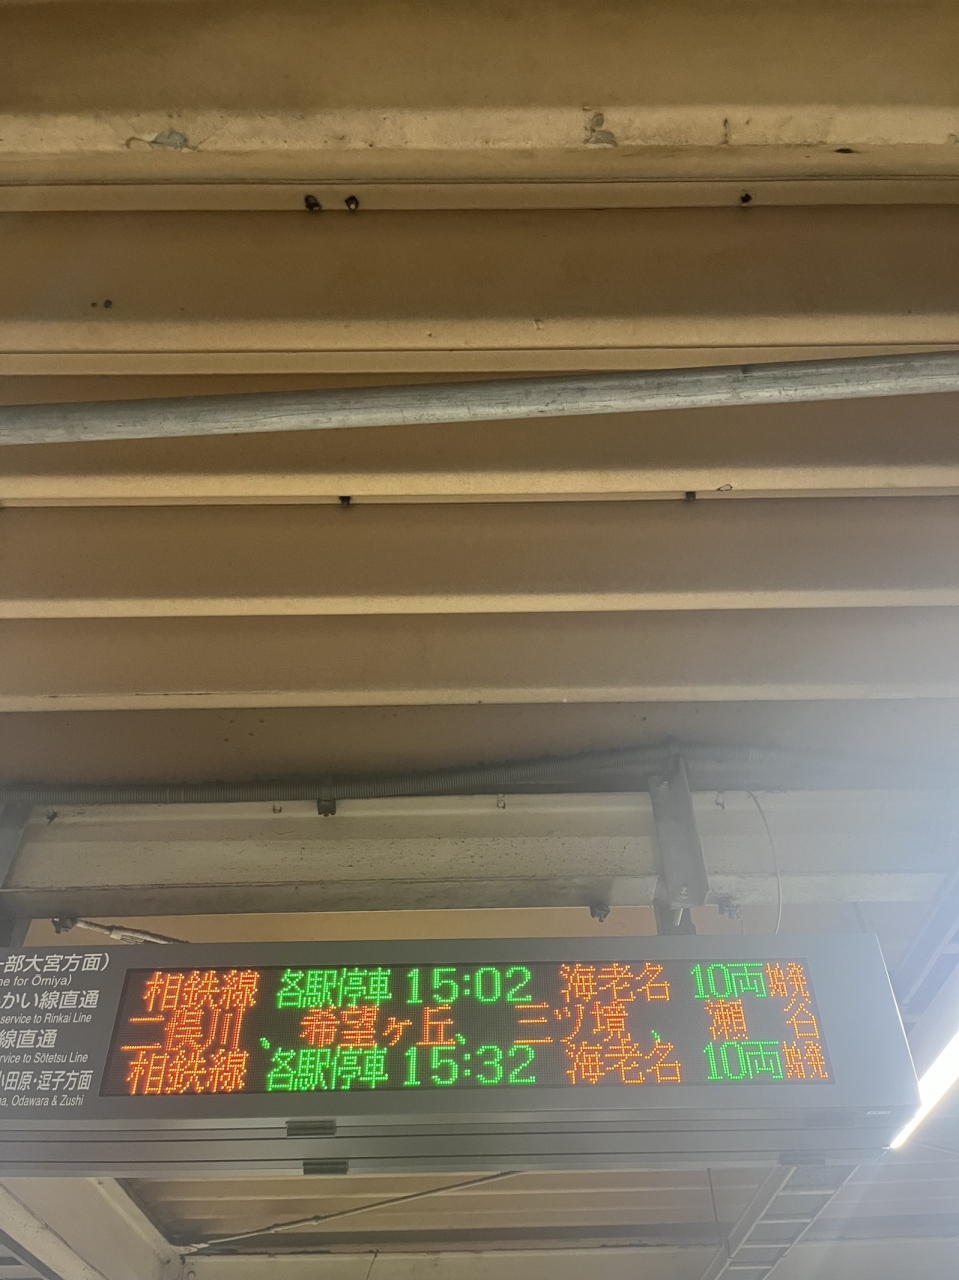 一部大宮方面)
ne for Ōmiya)
かい線直通
service to Rinkai Line
線直通
rvice to Sōtetsu Line
小田原・逗子方面
a, Odawara & Zushi
相鉄線 各駅停車 15:02 海老名 10両 始発
二俣川、希望ヶ丘、三ツ境、瀬
相鉄線 各駅停車 15:32 海老名 10両 始発